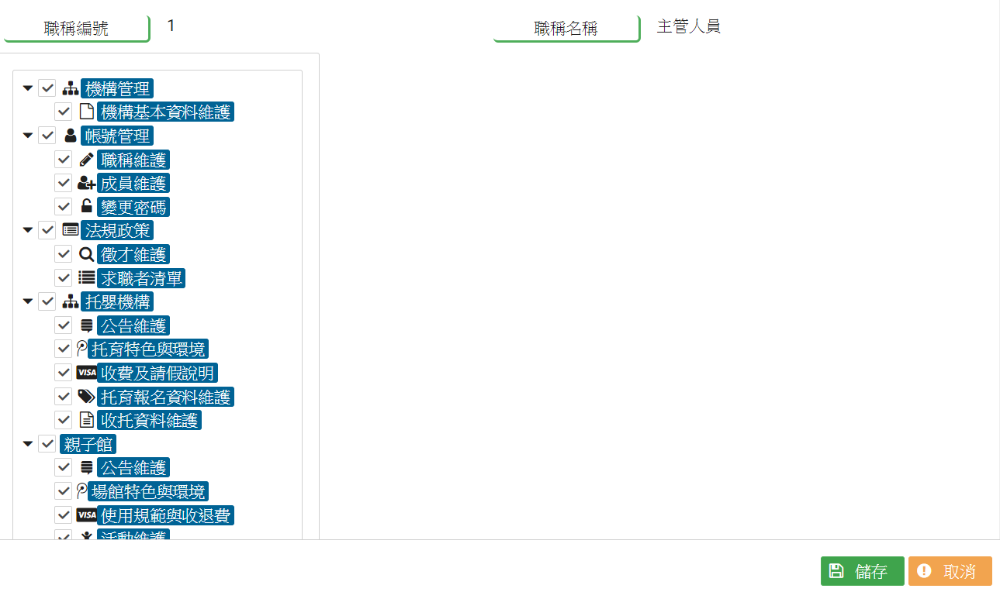 職稱編號 1 職稱名稱 主管人員
機構管理
機構基本資料維護
帳號管理
職稱維護
成員維護
變更密碼
法規政策
徵才維護
求職者清單
托嬰機構
公告維護
托育特色與環境
VISA 收費及請假說明
托育報名資料維護
收托資料維護
親子館
公告維護
場館特色與環境
VISA 使用規範與收退費
活動維護
儲存 取消